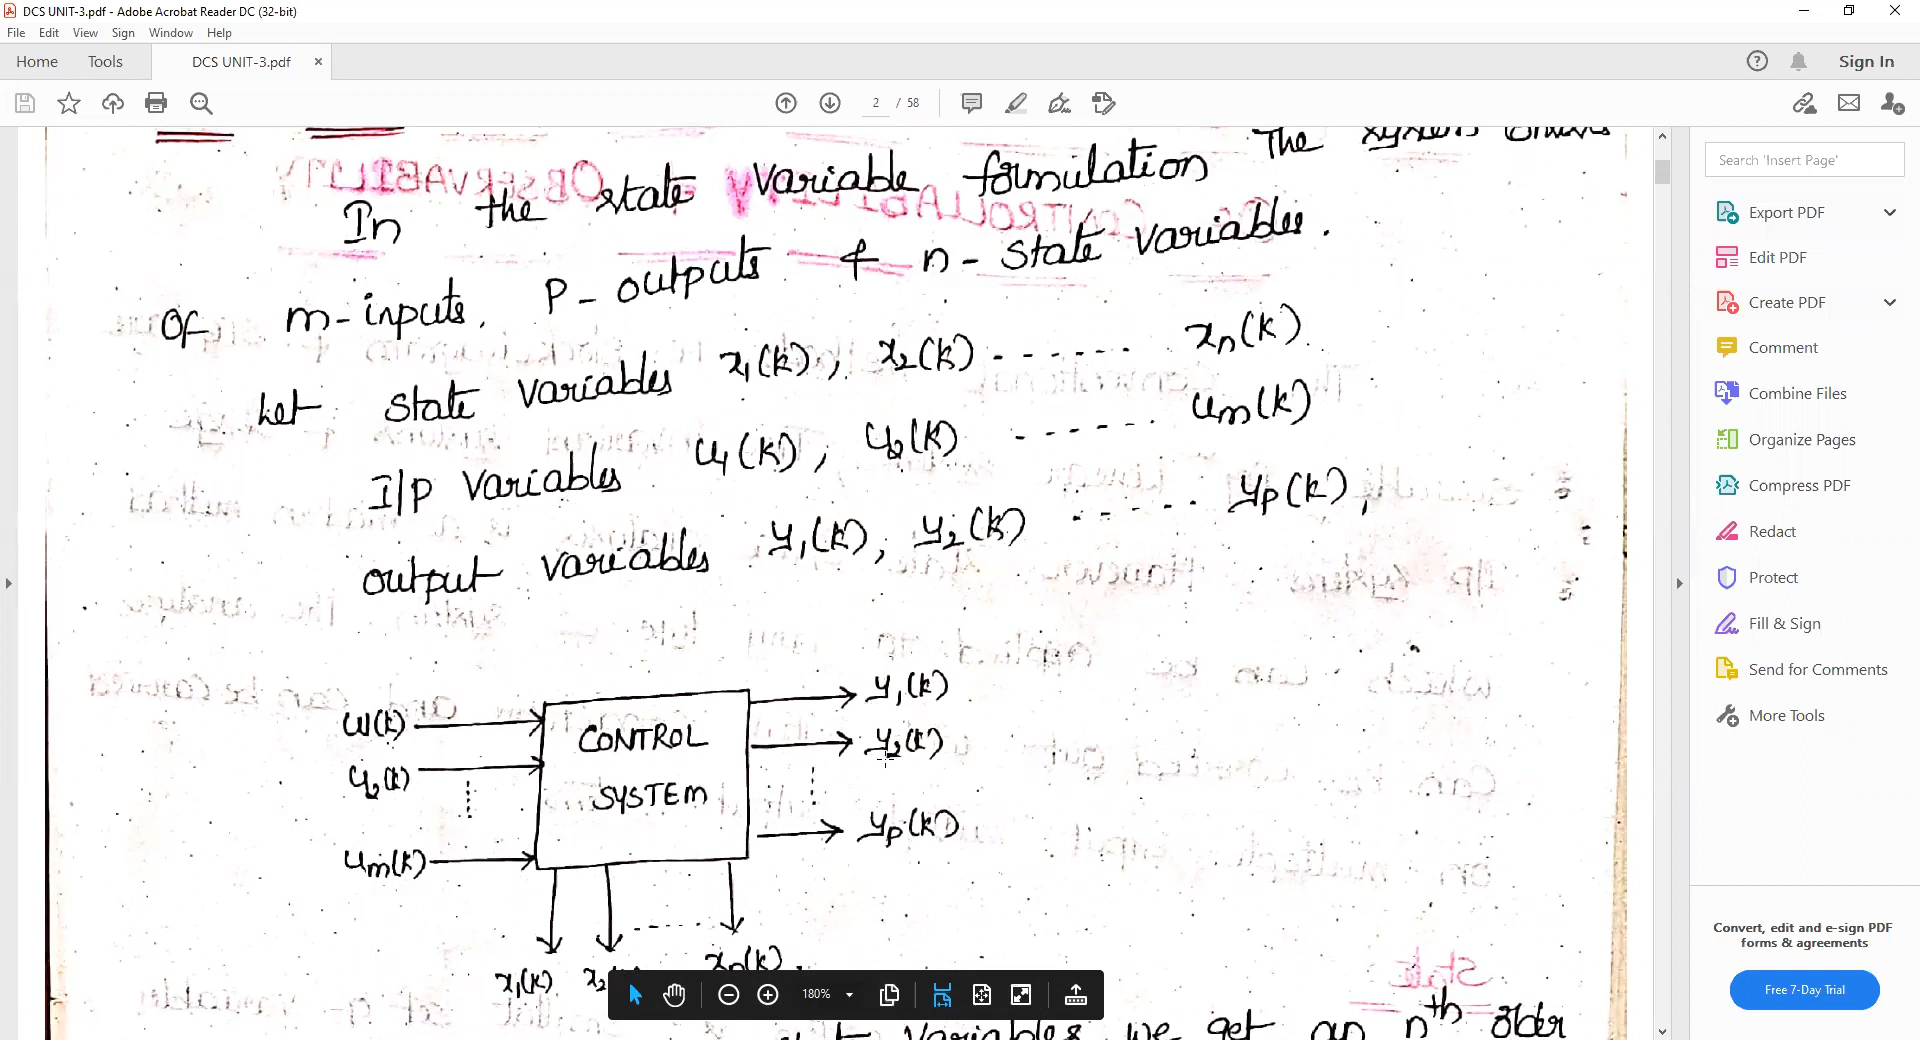 DCS UNIT-3.pdf - Adobe Acrobat Reader DC (32-bit)
File Edit View Sign Window Help
Home Tools DCS UNIT-3.pdf × Sign In
2 / 58
The system
In the state variable formulation
of m-inputs, P-outputs & n-state variables.
Let state variables x₁(k), x₂(k) ------- xₙ(k).
I/p variables u₁(k), u₂(k) ------- uₘ(k)
output variables y₁(k), y₂(k) ------- yₚ(k),
u₁(k)
u₂(k)
uₘ(k)
CONTROL
SYSTEM
y₁(k)
y₂(k)
yₚ(k)
x₁(k) xₙ(k).
variables we get an nth order
180%
Search 'Insert Page'
Export PDF
Edit PDF
Create PDF
Comment
Combine Files
Organize Pages
Compress PDF
Redact
Protect
Fill & Sign
Send for Comments
More Tools
Convert, edit and e-sign PDF
forms & agreements
Free 7-Day Trial